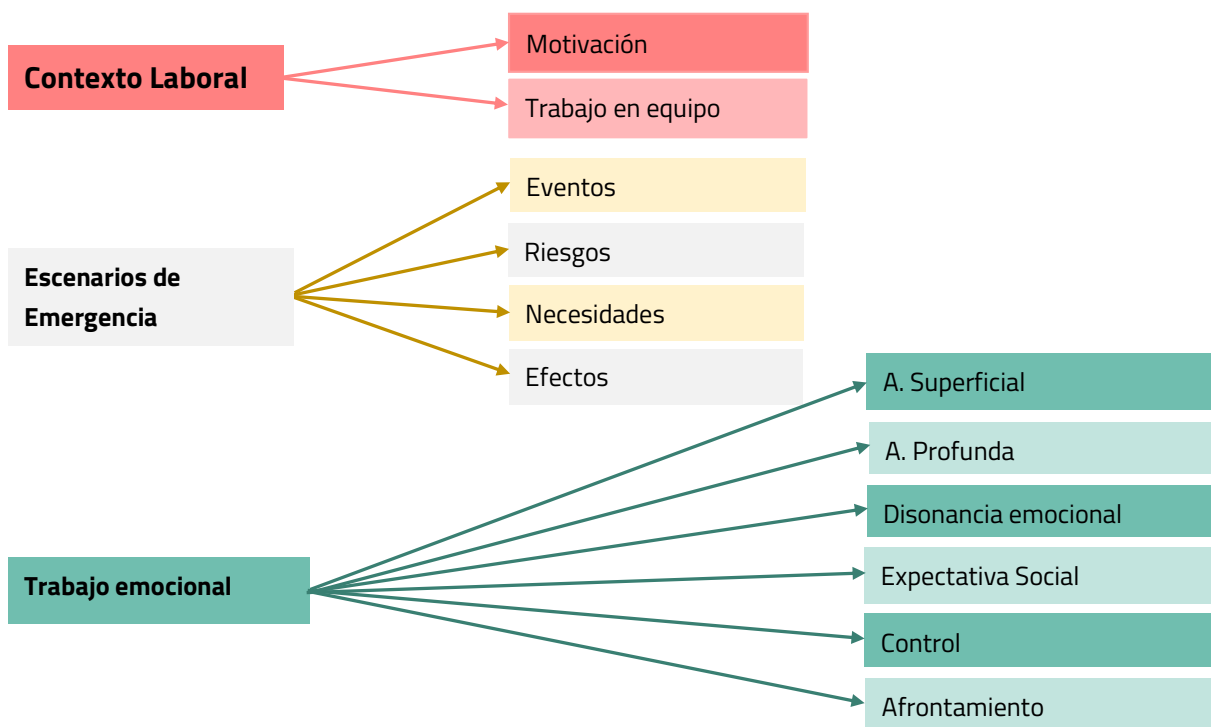 Contexto Laboral
Motivación
Trabajo en equipo
Escenarios de
Emergencia
Eventos
Riesgos
Necesidades
Efectos
Trabajo emocional
A. Superficial
A. Profunda
Disonancia emocional
Expectativa Social
Control
Afrontamiento